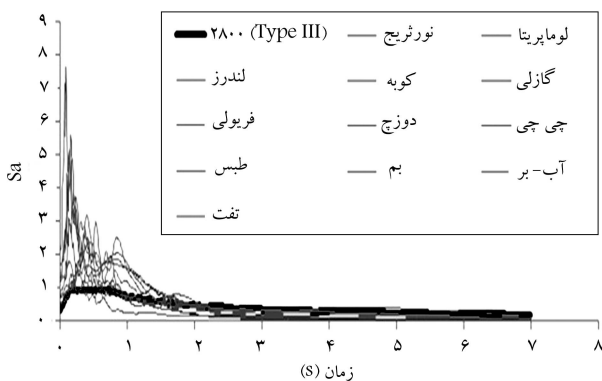 ۹
۸
۷
۶
۵
۴
۳
۲
۱
۰
Sa
۲۸۰۰ (Type III) نورثریج لوماپریتا
لندرز کوبه گازلی
فریولی دوزچ چی چی
طبس بم آب-بر
تفت
۰ ۱ ۲ ۳ ۴ ۵ ۶ ۷ ۸
زمان (s)